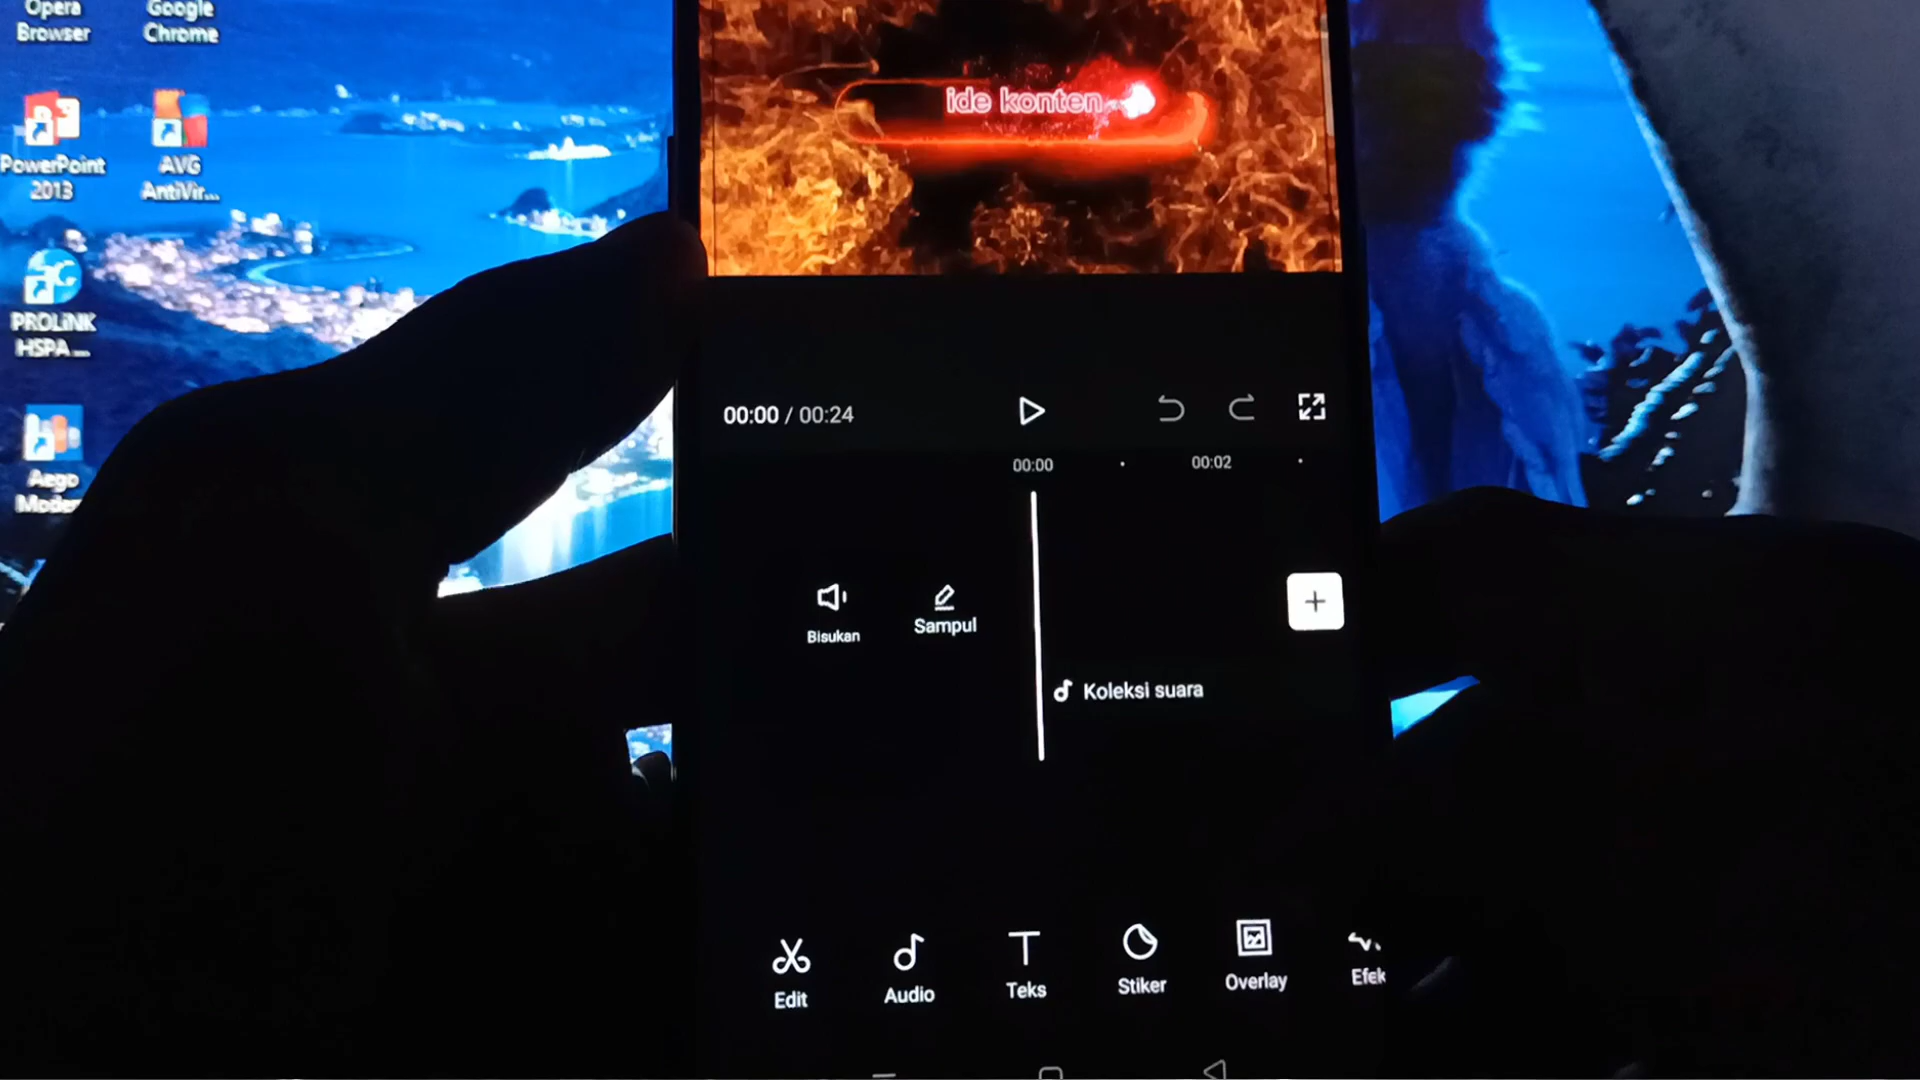 Opera
Browser
Google
Chrome
PowerPoint
2013
AVG
AntiVir...
PROLiNK
HSPA ...
Aego
ide konten
00:00 / 00:24
00:00
00:02
Bisukan
Sampul
+
Koleksi suara
Edit
Audio
Teks
Stiker
Overlay
Efek